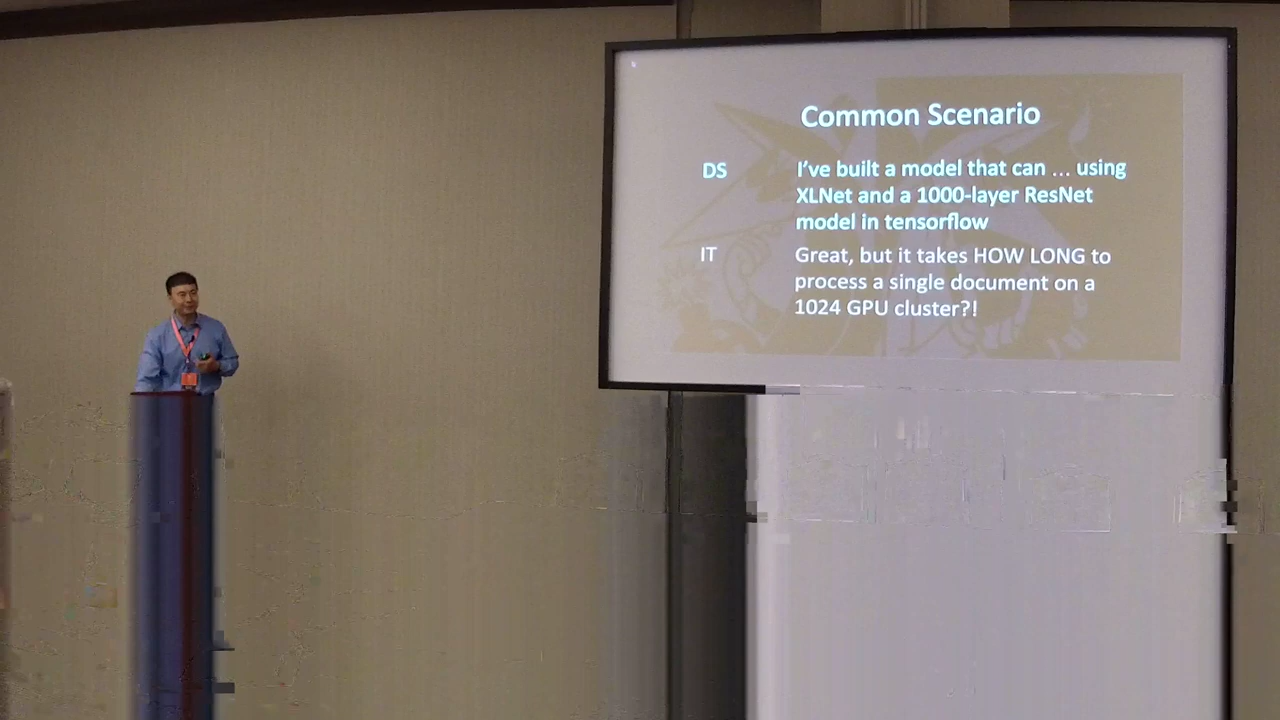 Common Scenario
DS I've built a model that can ... using
XLNet and a 1000-layer ResNet
model in tensorflow
IT Great, but it takes HOW LONG to
process a single document on a
1024 GPU cluster?!